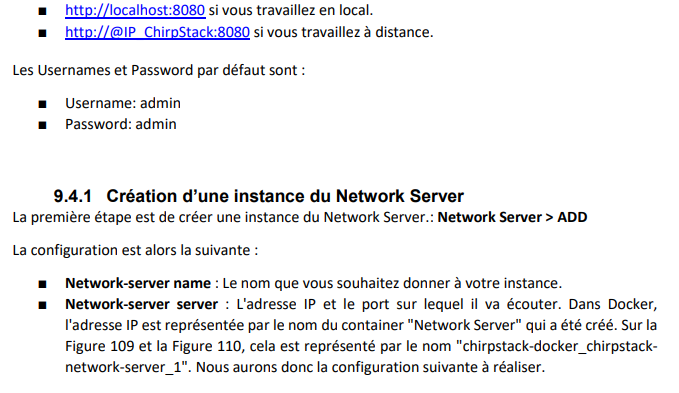 ■ http://localhost:8080 si vous travaillez en local.
■ http://@IP_ChirpStack:8080 si vous travaillez à distance.
Les Usernames et Password par défaut sont :
■ Username: admin
■ Password: admin
9.4.1 Création d'une instance du Network Server
La première étape est de créer une instance du Network Server.: Network Server > ADD
La configuration est alors la suivante :
■ Network-server name : Le nom que vous souhaitez donner à votre instance.
■ Network-server server : L'adresse IP et le port sur lequel il va écouter. Dans Docker,
l'adresse IP est représentée par le nom du container "Network Server" qui a été créé. Sur la
Figure 109 et la Figure 110, cela est représenté par le nom "chirpstack-docker_chirpstack-
network-server_1". Nous aurons donc la configuration suivante à réaliser.